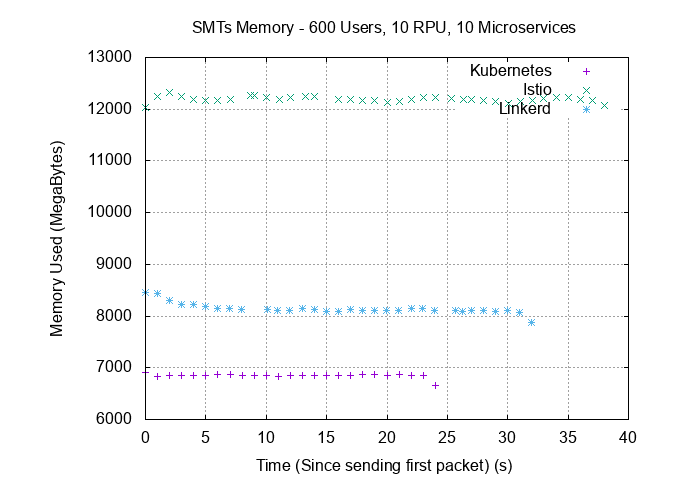 SMTs Memory - 600 Users, 10 RPU, 10 Microservices
13000
12000
11000
10000
9000
8000
7000
6000
Memory Used (MegaBytes)
Kubernetes
Istio
Linkerd
0 5 10 15 20 25 30 35 40
Time (Since sending first packet) (s)